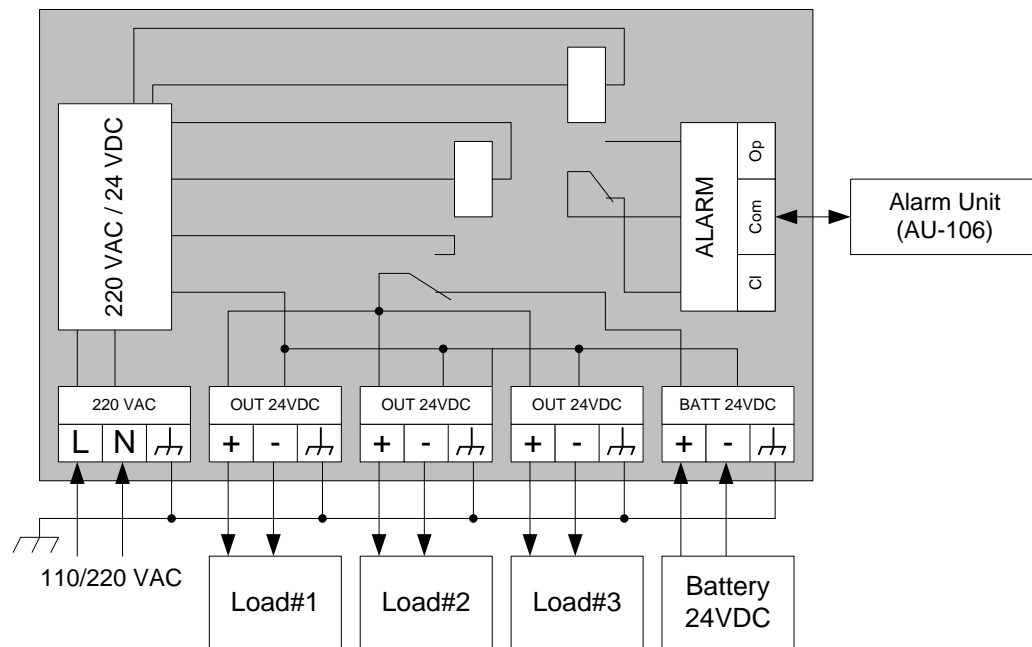 220 VAC / 24 VDC
ALARM
Op
Com
Cl
Alarm Unit
(AU-106)
220 VAC
L N
OUT 24VDC
+ -
OUT 24VDC
+ -
OUT 24VDC
+ -
BATT 24VDC
+ -
110/220 VAC
Load#1
Load#2
Load#3
Battery
24VDC